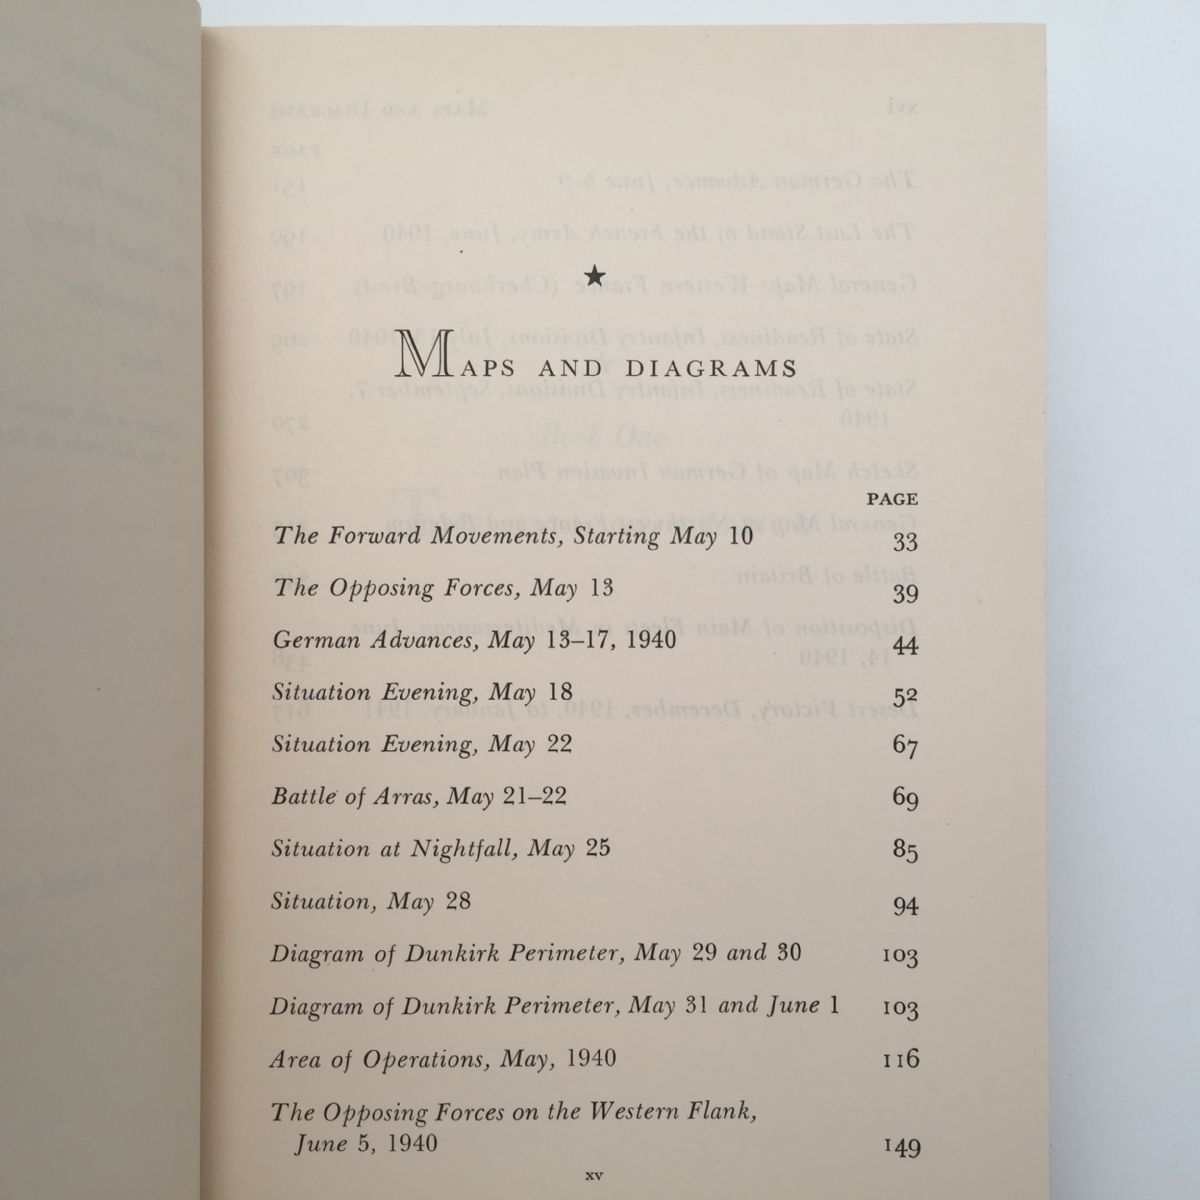 ★
MAPS AND DIAGRAMS
PAGE
The Forward Movements, Starting May 10 33
The Opposing Forces, May 13 39
German Advances, May 13–17, 1940 44
Situation Evening, May 18 52
Situation Evening, May 22 67
Battle of Arras, May 21–22 69
Situation at Nightfall, May 25 85
Situation, May 28 94
Diagram of Dunkirk Perimeter, May 29 and 30 103
Diagram of Dunkirk Perimeter, May 31 and June 1 103
Area of Operations, May, 1940 116
The Opposing Forces on the Western Flank,
June 5, 1940 149
xv